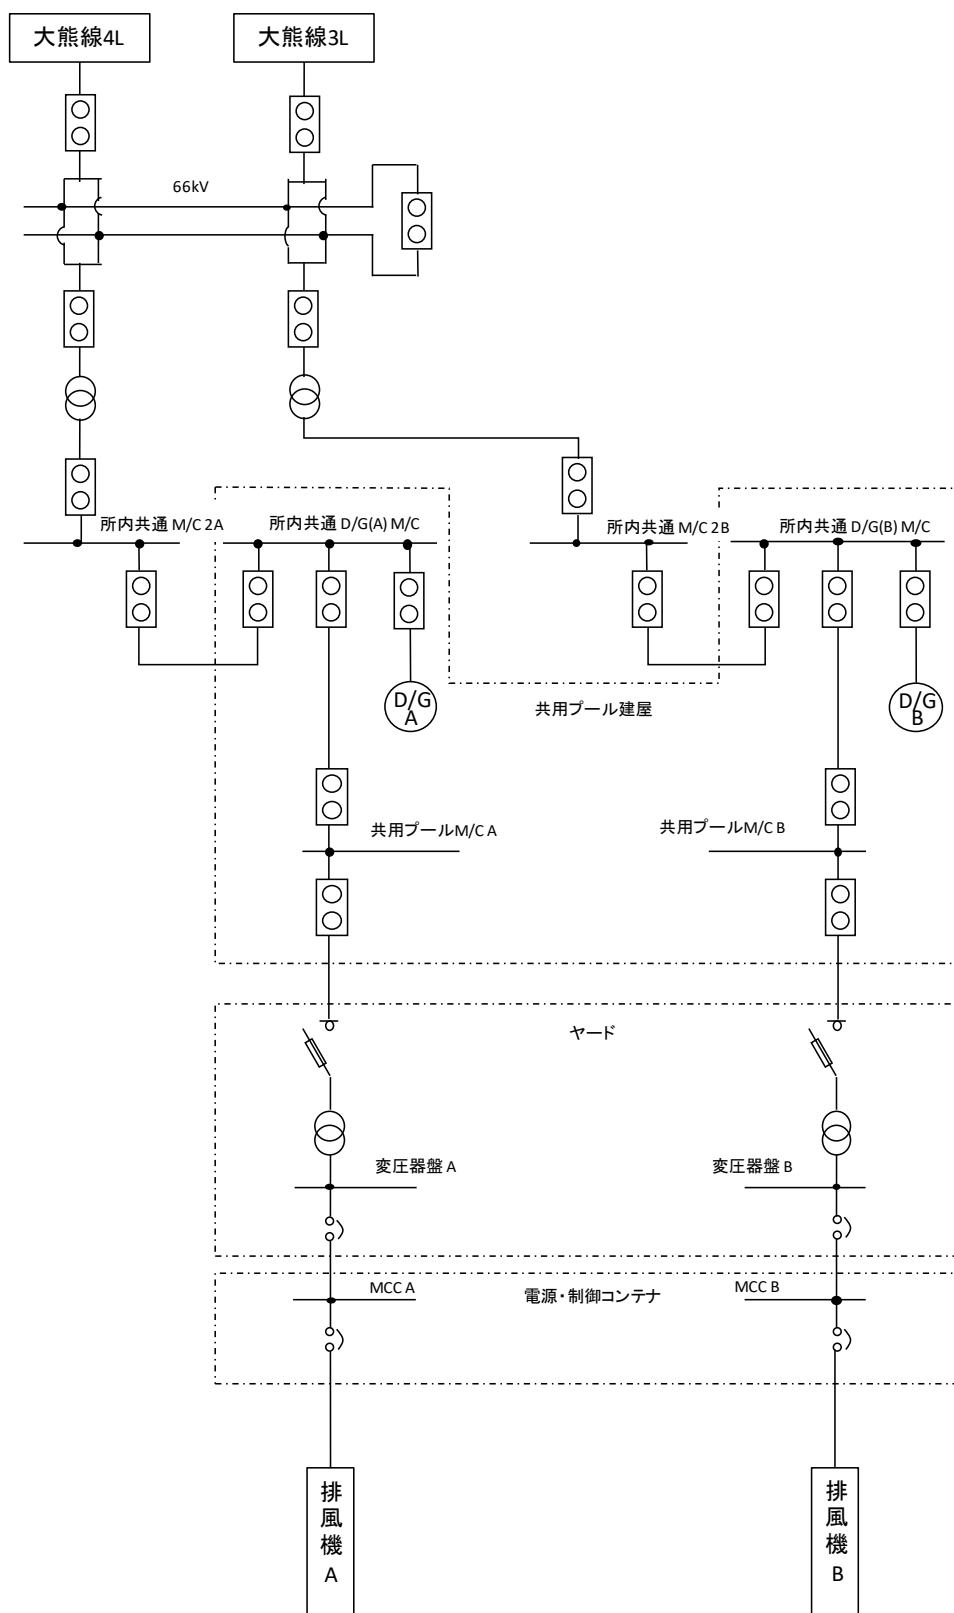 大熊線4L
大熊線3L
66kV
所内共通 M/C 2A
所内共通 D/G(A) M/C
所内共通 M/C 2B
所内共通 D/G(B) M/C
D/G
A
共用プール建屋
D/G
B
共用プールM/C A
共用プールM/C B
ヤード
変圧器盤 A
変圧器盤 B
MCC A
電源・制御コンテナ
MCC B
排
風
機
A
排
風
機
B